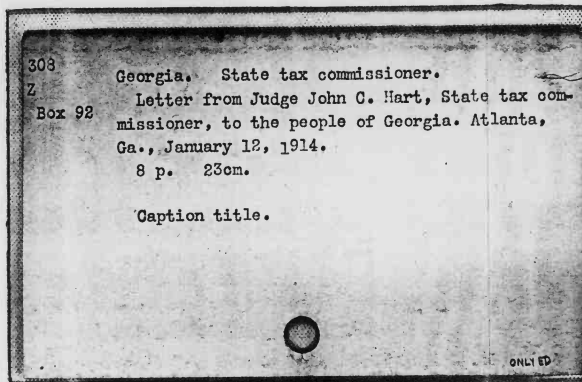 308
Z
Box 92
Georgia. State tax commissioner.
Letter from Judge John C. Hart, State tax com-
missioner, to the people of Georgia. Atlanta,
Ga., January 12, 1914.
8 p. 23cm.
Caption title.
ONLY ED